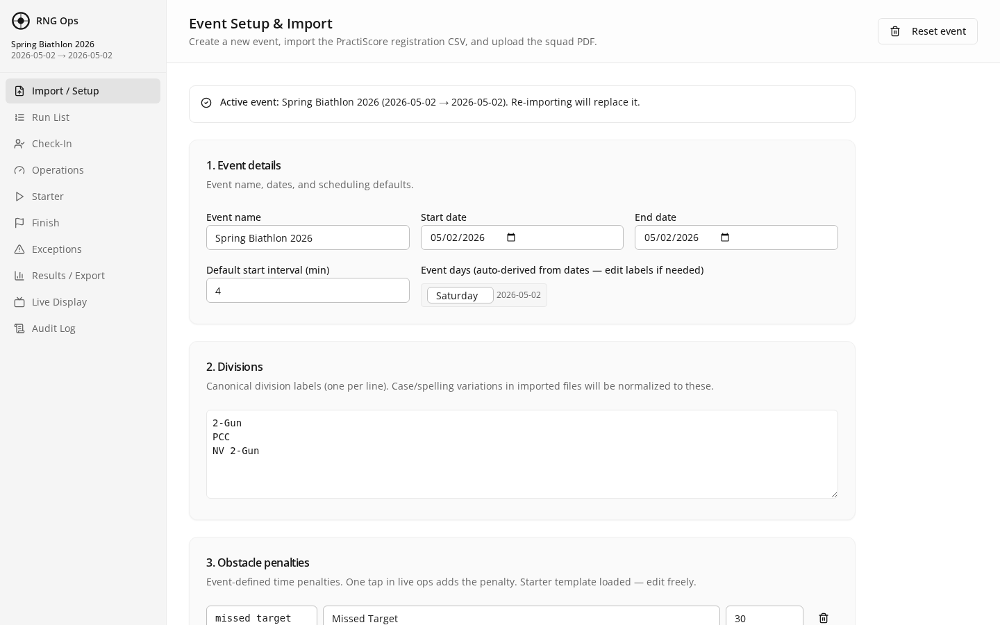 RNG Ops
Spring Biathlon 2026
2026-05-02 → 2026-05-02
Import / Setup
Run List
Check-In
Operations
Starter
Finish
Exceptions
Results / Export
Live Display
Audit Log
Event Setup & Import
Create a new event, import the PractiScore registration CSV, and upload the squad PDF.
Reset event
Active event: Spring Biathlon 2026 (2026-05-02 → 2026-05-02). Re-importing will replace it.
1. Event details
Event name, dates, and scheduling defaults.
Event name
Start date
End date
Spring Biathlon 2026
05/02/2026
05/02/2026
Default start interval (min)
Event days (auto-derived from dates — edit labels if needed)
4
Saturday
2026-05-02
2. Divisions
Canonical division labels (one per line). Case/spelling variations in imported files will be normalized to these.
2-Gun
PCC
NV 2-Gun
3. Obstacle penalties
Event-defined time penalties. One tap in live ops adds the penalty. Starter template loaded — edit freely.
missed target
Missed Target
30